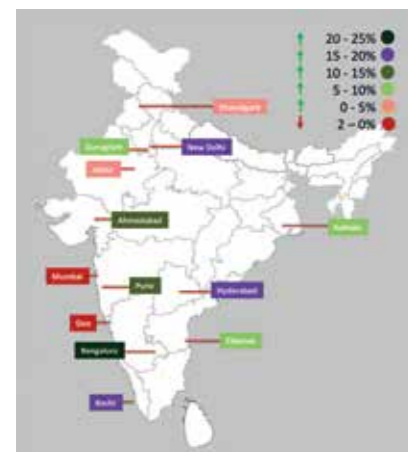 20 - 25%
15 - 20%
10 - 15%
5 - 10%
0 - 5%
2 – 0%
Chandigarh
Gurugram
New Delhi
Jaipur
Ahmedabad
Kolkata
Mumbai
Pune
Hyderabad
Goa
Chennai
Bengaluru
Kochi